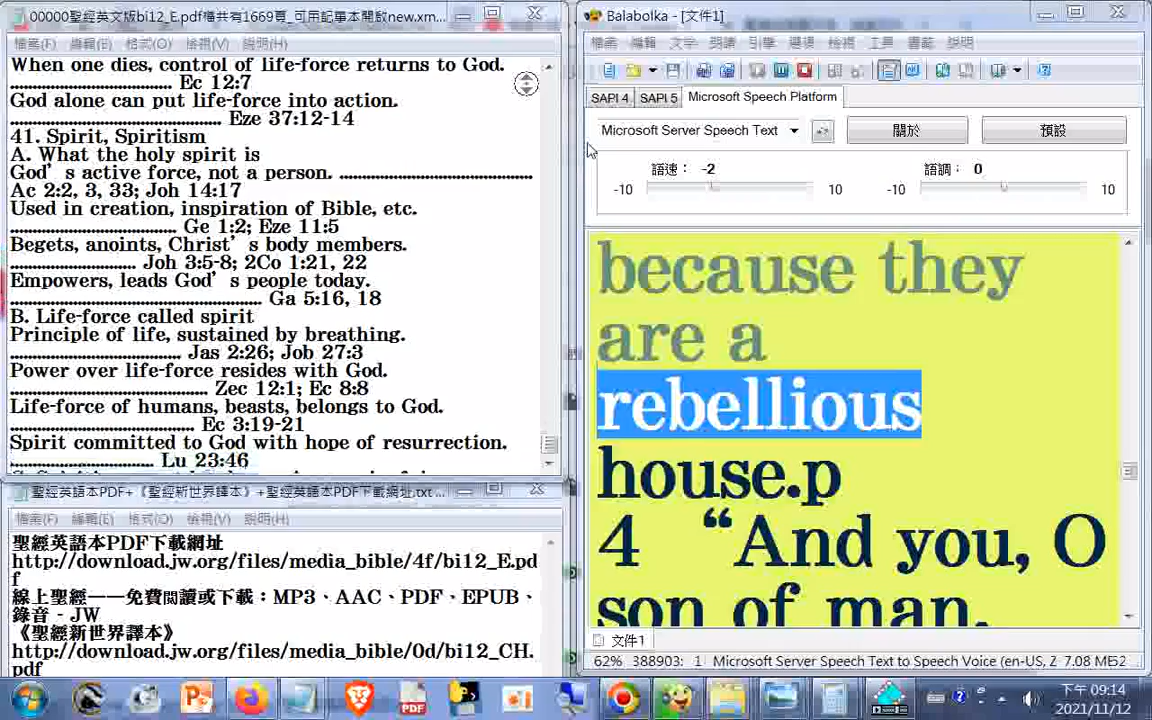 00000聖經英文版bi12_E.pdf檔共有1669頁_可用記事本開啟new.xm...
檔案(F) 編輯(E) 格式(O) 檢視(V) 說明(H)
When one dies, control of life-force returns to God.
........................................ Ec 12:7
God alone can put life-force into action.
.................................................... Eze 37:12-14
41. Spirit, Spiritism
A. What the holy spirit is
God’s active force, not a person. ................................................
Ac 2:2, 3, 33; Joh 14:17
Used in creation, inspiration of Bible, etc.
......................................... Ge 1:2; Eze 11:5
Begets, anoints, Christ’s body members.
............................... Joh 3:5-8; 2Co 1:21, 22
Empowers, leads God’s people today.
............................................................. Ga 5:16, 18
B. Life-force called spirit
Principle of life, sustained by breathing.
.......................................... Jas 2:26; Job 27:3
Power over life-force resides with God.
................................................ Zec 12:1; Ec 8:8
Life-force of humans, beasts, belongs to God.
............................................. Ec 3:19-21
Spirit committed to God with hope of resurrection.
................................... Lu 23:46
聖經英語本PDF+《聖經新世界譯本》+聖經英語本PDF下載網址.txt ...
檔案(F) 編輯(E) 格式(O) 檢視(V) 說明(H)
聖經英語本PDF下載網址
http://download.jw.org/files/media_bible/4f/bi12_E.pd
f
線上聖經──免費閱讀或下載：MP3、AAC、PDF、EPUB、
錄音 - JW
《聖經新世界譯本》
http://download.jw.org/files/media_bible/0d/bi12_CH.
pdf
Balabolka - [文件1]
檔案 編輯 文字 朗讀 引擎 選項 檢視 工具 書籤 說明
SAPI 4 SAPI 5 Microsoft Speech Platform
Microsoft Server Speech Text 關於 預設
語速： -2 語調： 0
-10 10 -10 10
because they
are a
rebellious
house.p
4 “And you, O
son of man,
文件1
62% 388903: 1 Microsoft Server Speech Text to Speech Voice (en-US, Z 7.08 MB52
下午 09:14
2021/11/12